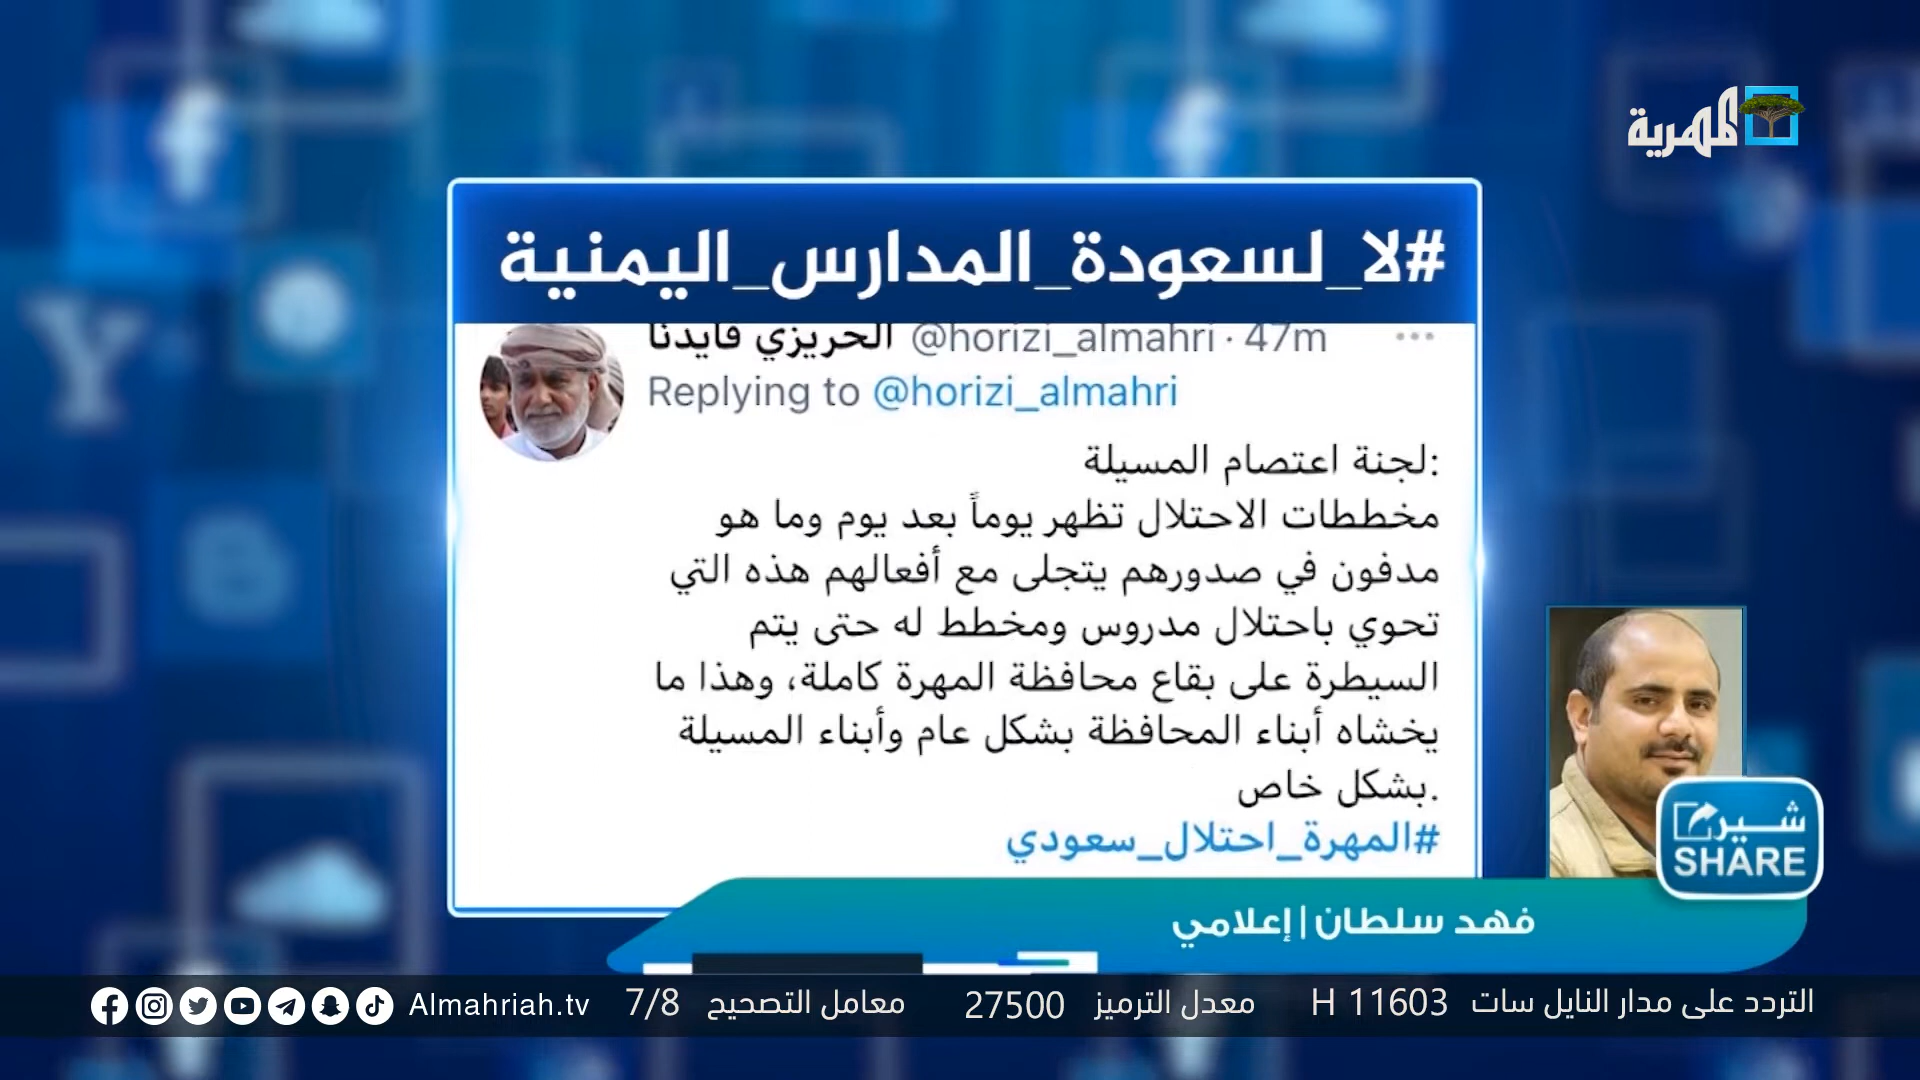 المهرية
#لا_لسعودة_المدارس_اليمنية
الحريزي قايدنا @horizi_almahri · 47m
Replying to @horizi_almahri
لجنة اعتصام المسيلة:
مخططات الاحتلال تظهر يوماً بعد يوم وما هو
مدفون في صدورهم يتجلى مع أفعالهم هذه التي
تحوي باحتلال مدروس ومخطط له حتى يتم
السيطرة على بقاع محافظة المهرة كاملة، وهذا ما
يخشاه أبناء المحافظة بشكل عام وأبناء المسيلة
بشكل خاص.
#المهرة_احتلال_سعودي
شير
SHARE
فهد سلطان|إعلامي
التردد على مدار النايل سات H 11603 معدل الترميز 27500 معامل التصحيح 7/8 Almahriah.tv